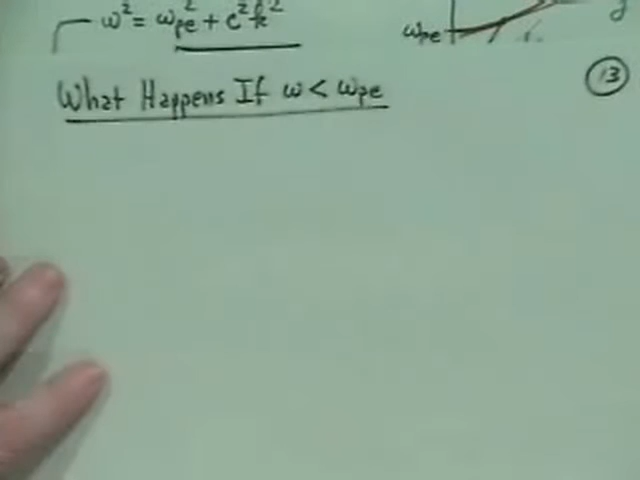 ω² = ωpe² + c²k²
ωpe
13
What Happens If ω < ωpe